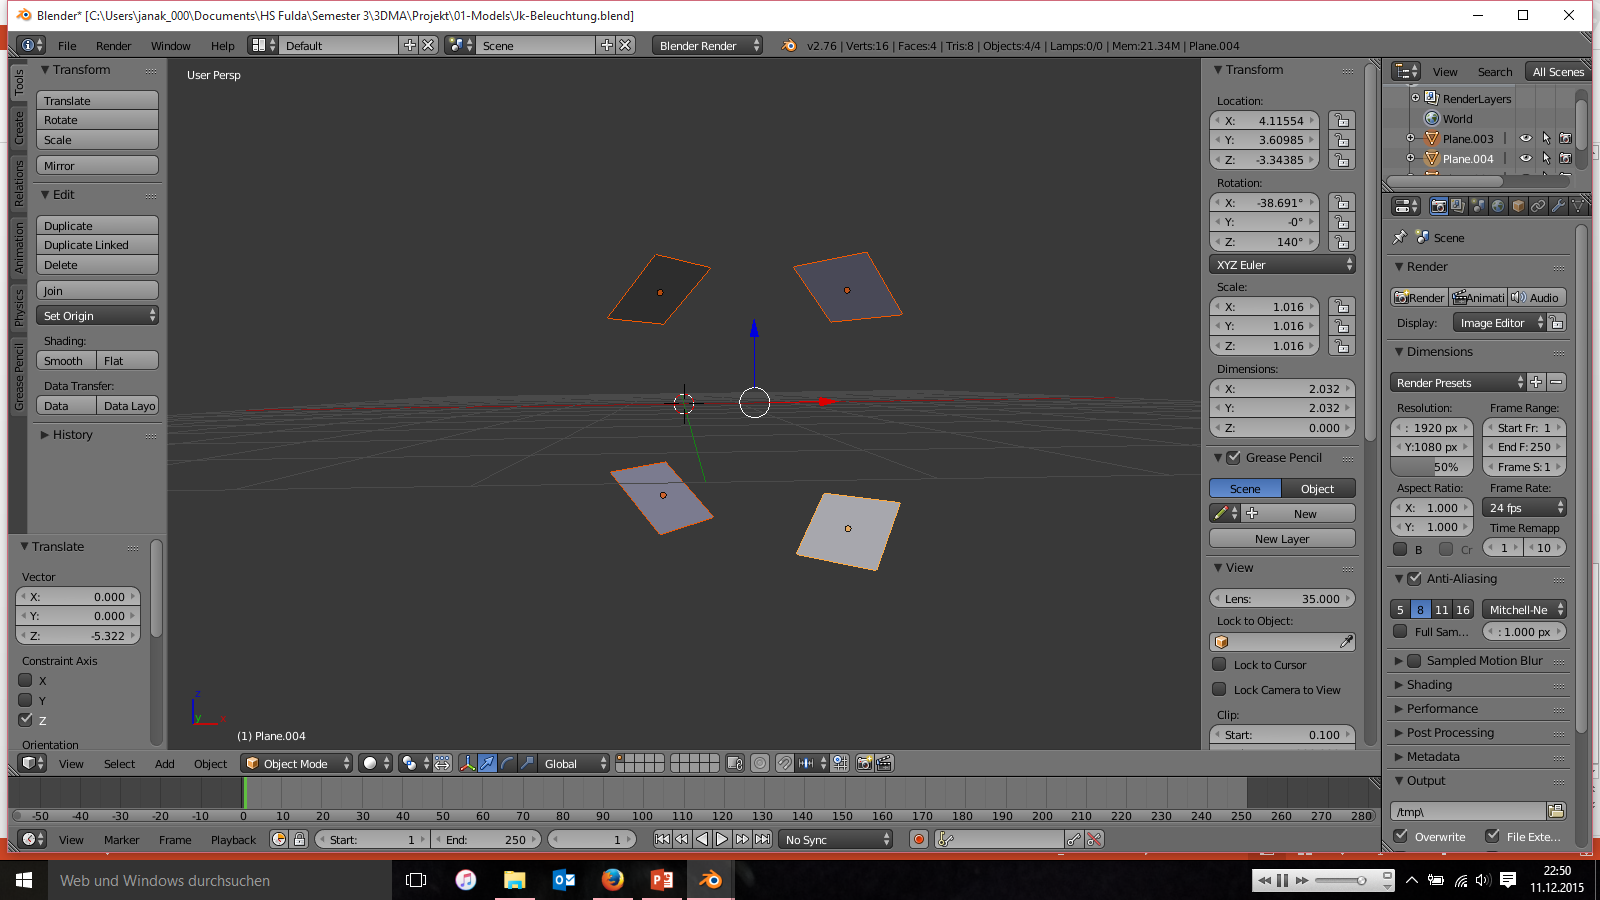 Blender* [C:\Users\janak_000\Documents\HS Fulda\Semester 3\3DMA\Projekt\01-Models\Jk-Beleuchtung.blend]
File Render Window Help Default Scene Blender Render v2.76 | Verts:16 | Faces:4 | Tris:8 | Objects:4/4 | Lamps:0/0 | Mem:21.34M | Plane.004
Tools
Create
Relations
Animation
Physics
Grease Pencil
Transform
Translate
Rotate
Scale
Mirror
Edit
Duplicate
Duplicate Linked
Delete
Join
Set Origin
Shading:
Smooth Flat
Data Transfer:
Data Data Layo
History
Translate
Vector
X: 0.000
Y: 0.000
Z: -5.322
Constraint Axis
X
Y
Z
Orientation
User Persp
z
y
x
(1) Plane.004
Transform
Location:
X: 4.11554
Y: 3.60985
Z: -3.34385
Rotation:
X: -38.691°
Y: -0°
Z: 140°
XYZ Euler
Scale:
X: 1.016
Y: 1.016
Z: 1.016
Dimensions:
X: 2.032
Y: 2.032
Z: 0.000
Grease Pencil
Scene Object
New
New Layer
View
Lens: 35.000
Lock to Object:
Lock to Cursor
Lock Camera to View
Clip:
Start: 0.100
View Search All Scenes
RenderLayers
World
Plane.003
Plane.004
Scene
Render
Render Animati Audio
Display: Image Editor
Dimensions
Render Presets
Resolution: Frame Range:
: 1920 px Start Fr: 1
Y:1080 px End F: 250
50% Frame S: 1
Aspect Ratio: Frame Rate:
X: 1.000 24 fps
Y: 1.000 Time Remapp
B Cr 1 10
Anti-Aliasing
5 8 11 16 Mitchell-Ne
Full Sam... : 1.000 px
Sampled Motion Blur
Shading
Performance
Post Processing
Metadata
Output
/tmp\
Overwrite File Exte...
View Select Add Object Object Mode Global
-50 -40 -30 -20 -10 0 10 20 30 40 50 60 70 80 90 100 110 120 130 140 150 160 170 180 190 200 210 220 230 240 250 260 270 280
View Marker Frame Playback Start: 1 End: 250 1 No Sync
Web und Windows durchsuchen
22:50
11.12.2015